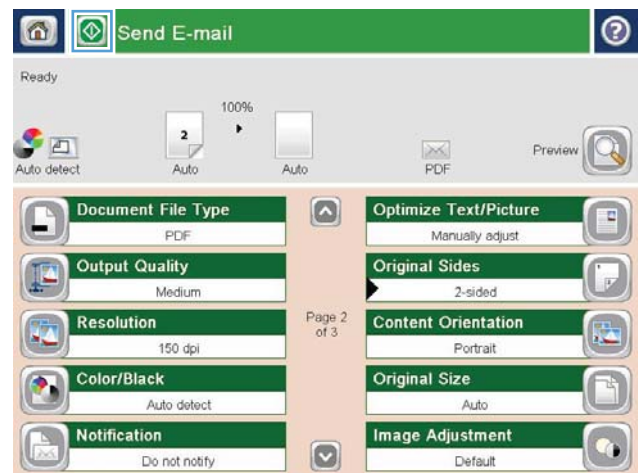 Send E-mail
?
Ready
100%
2
Auto detect
Auto
Auto
PDF
Preview
Document File Type
PDF
Output Quality
Medium
Resolution
150 dpi
Color/Black
Auto detect
Notification
Do not notify
Page 2
of 3
Optimize Text/Picture
Manually adjust
Original Sides
2-sided
Content Orientation
Portrait
Original Size
Auto
Image Adjustment
Default